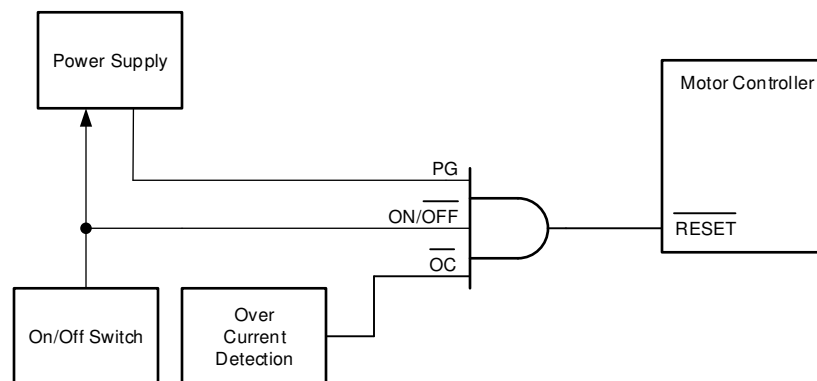 Power Supply
Motor Controller
PG
ON/OFF
OC
RESET
On/Off Switch
Over
Current
Detection